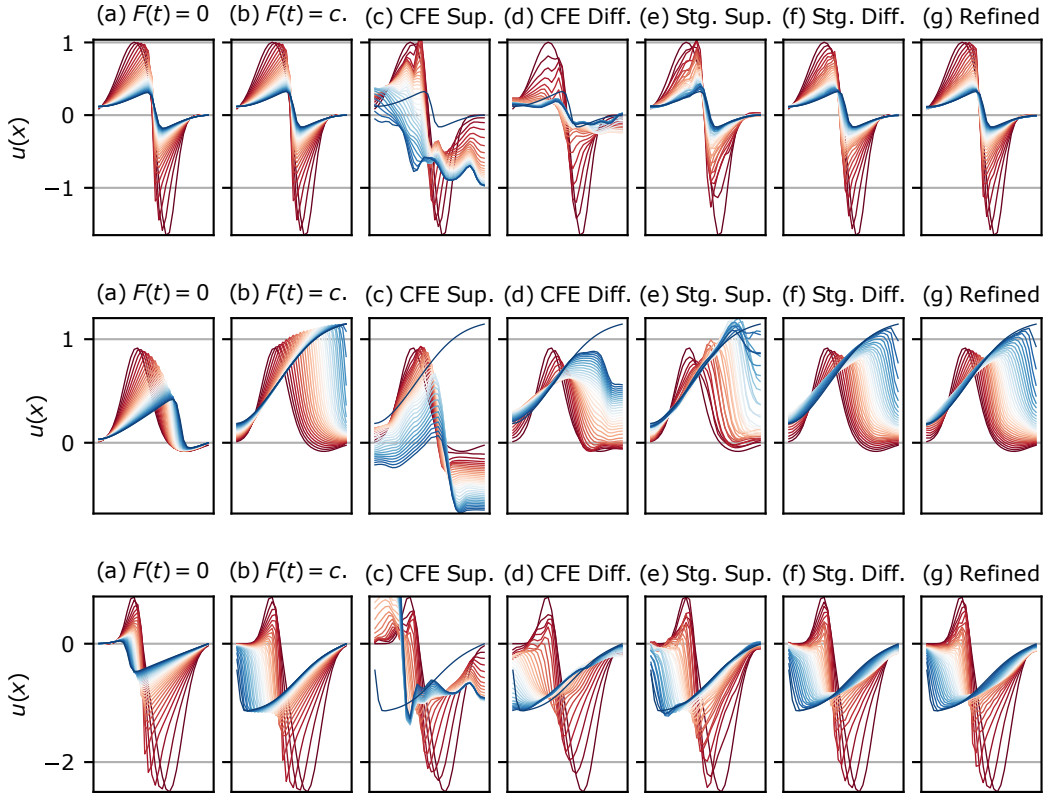 (a) F(t) = 0 (b) F(t) = c. (c) CFE Sup. (d) CFE Diff. (e) Stg. Sup. (f) Stg. Diff. (g) Refined
1
0
−1
u(x)
(a) F(t) = 0 (b) F(t) = c. (c) CFE Sup. (d) CFE Diff. (e) Stg. Sup. (f) Stg. Diff. (g) Refined
1
0
u(x)
(a) F(t) = 0 (b) F(t) = c. (c) CFE Sup. (d) CFE Diff. (e) Stg. Sup. (f) Stg. Diff. (g) Refined
0
−2
u(x)